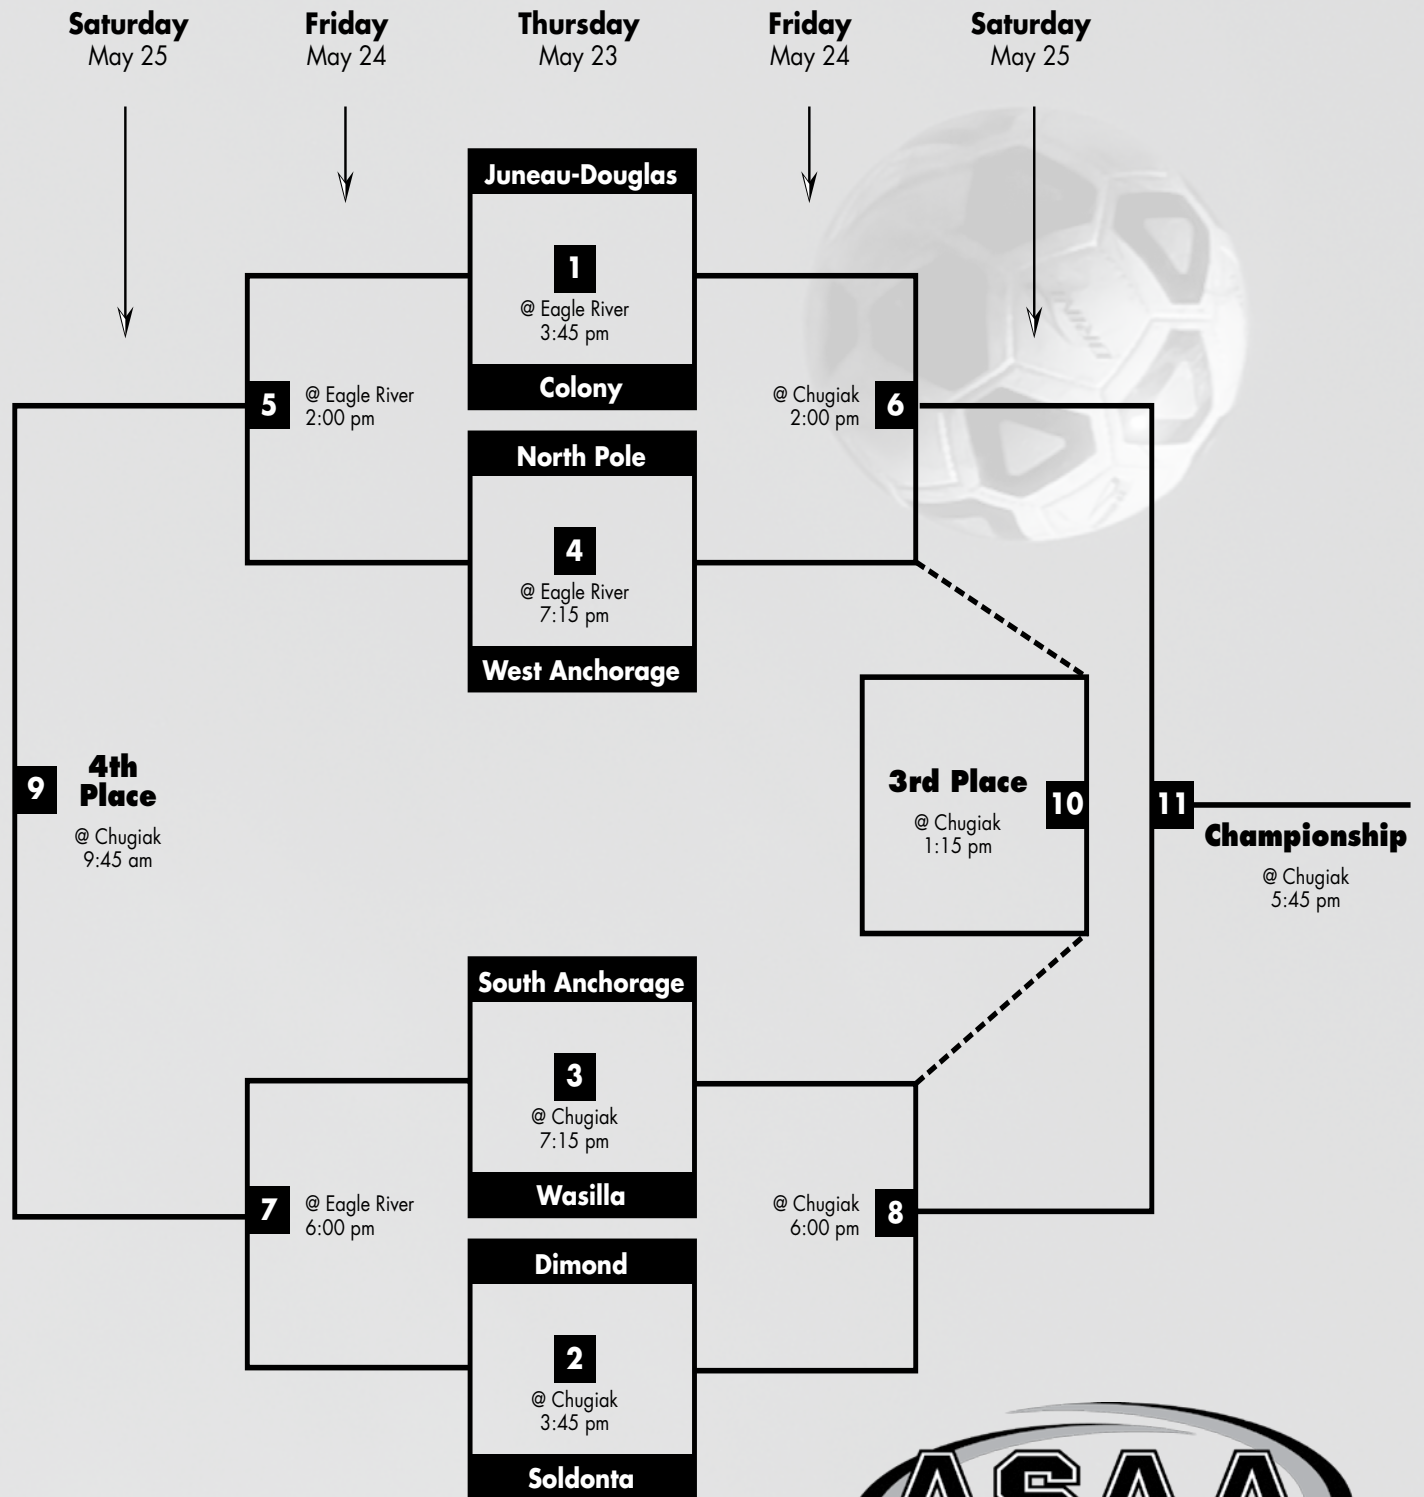 Saturday
May 25
Friday
May 24
Thursday
May 23
Friday
May 24
Saturday
May 25
Juneau-Douglas
1
@ Eagle River
3:45 pm
Colony
5
@ Eagle River
2:00 pm
@ Chugiak
2:00 pm
6
North Pole
4
@ Eagle River
7:15 pm
West Anchorage
9
4th
Place
@ Chugiak
9:45 am
3rd Place
@ Chugiak
1:15 pm
10
11
Championship
@ Chugiak
5:45 pm
South Anchorage
3
@ Chugiak
7:15 pm
Wasilla
7
@ Eagle River
6:00 pm
@ Chugiak
6:00 pm
8
Dimond
2
@ Chugiak
3:45 pm
Soldonta
ASAA